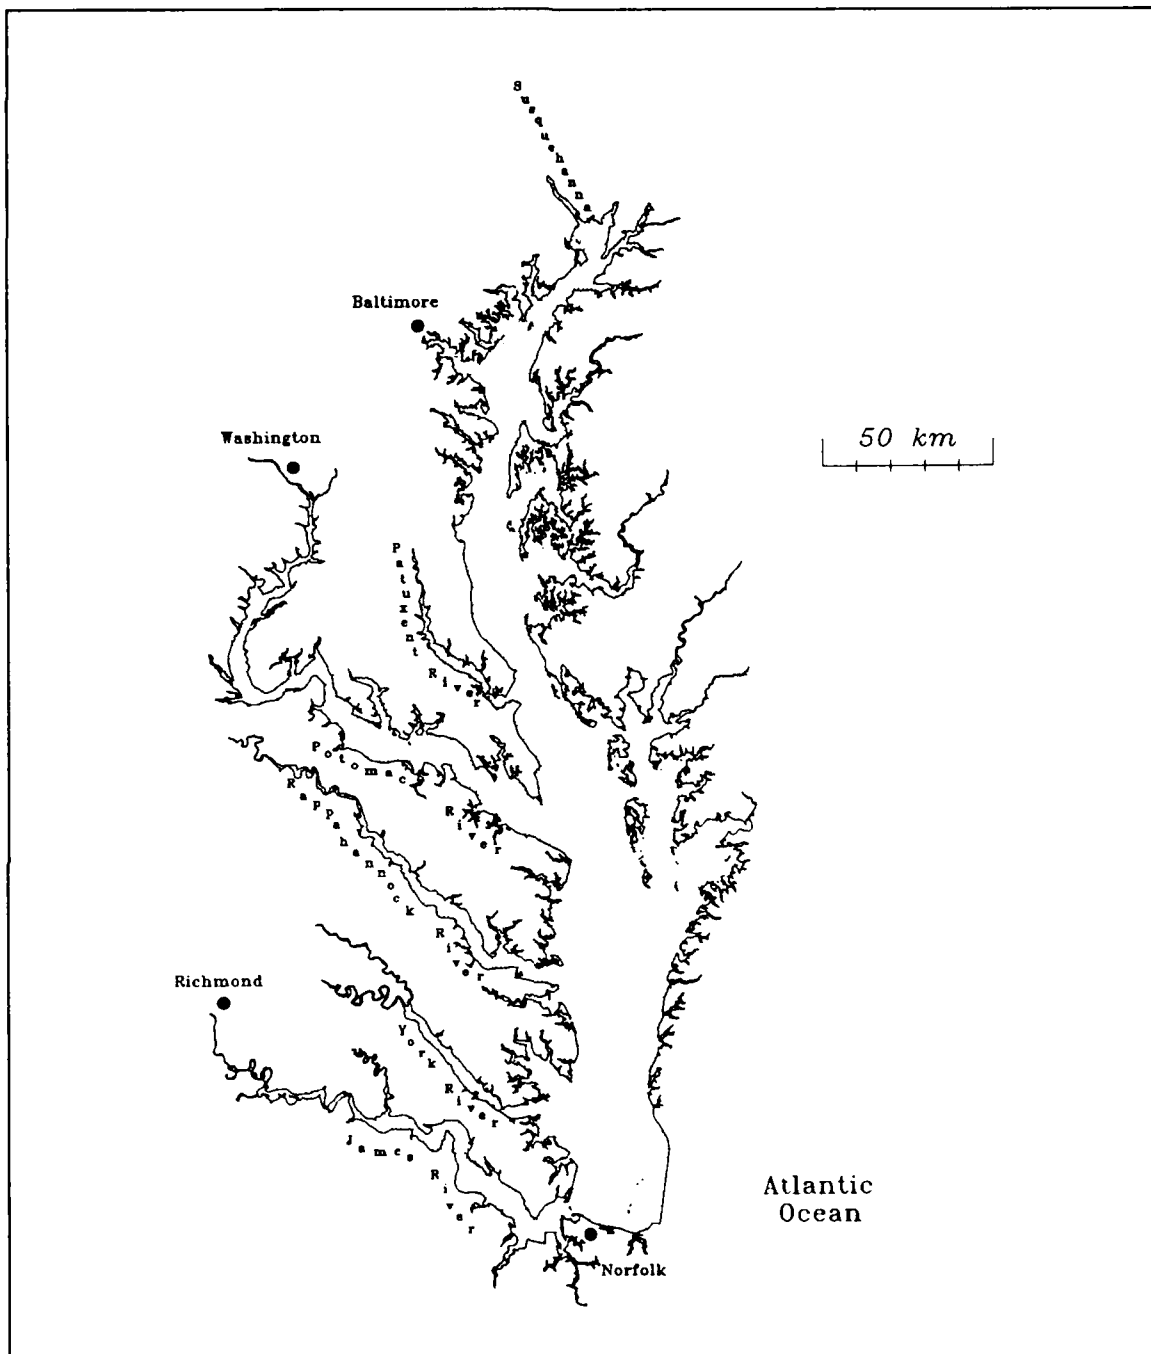 Susquehanna
Baltimore
Washington
50 km
Patuxent River
Potomac River
Rappahannock River
Richmond
York River
James River
Atlantic
Ocean
Norfolk